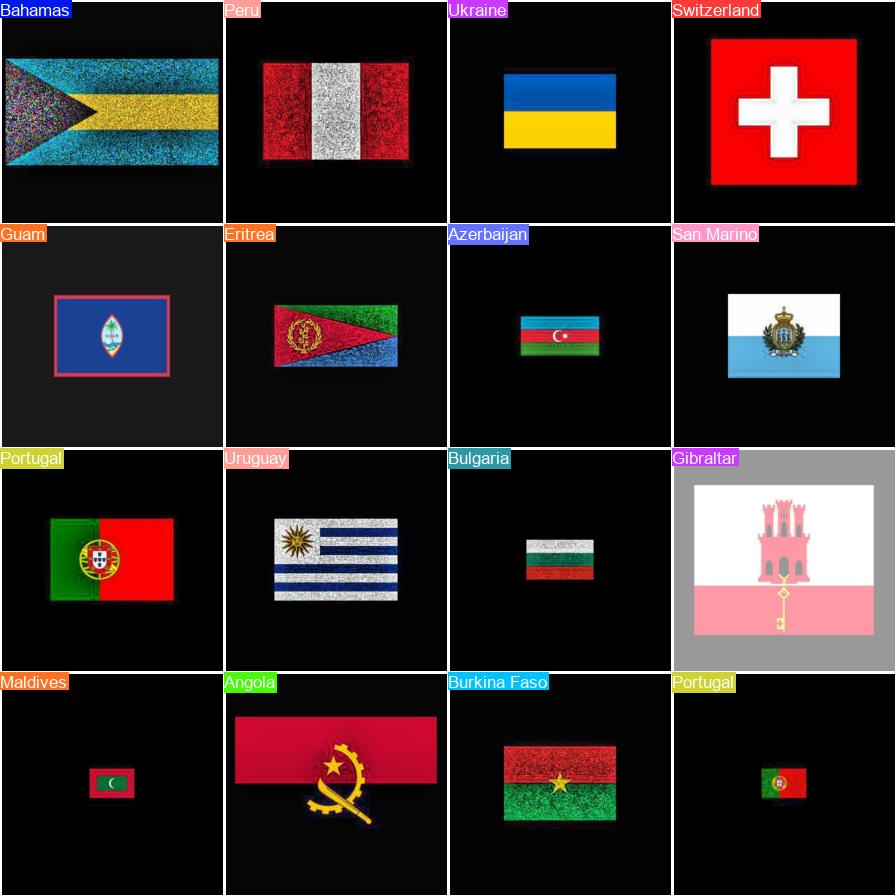 Bahamas
Peru
Ukraine
Switzerland
Guam
Eritrea
Azerbaijan
San Marino
Portugal
Uruguay
Bulgaria
Gibraltar
Maldives
Angola
Burkina Faso
Portugal